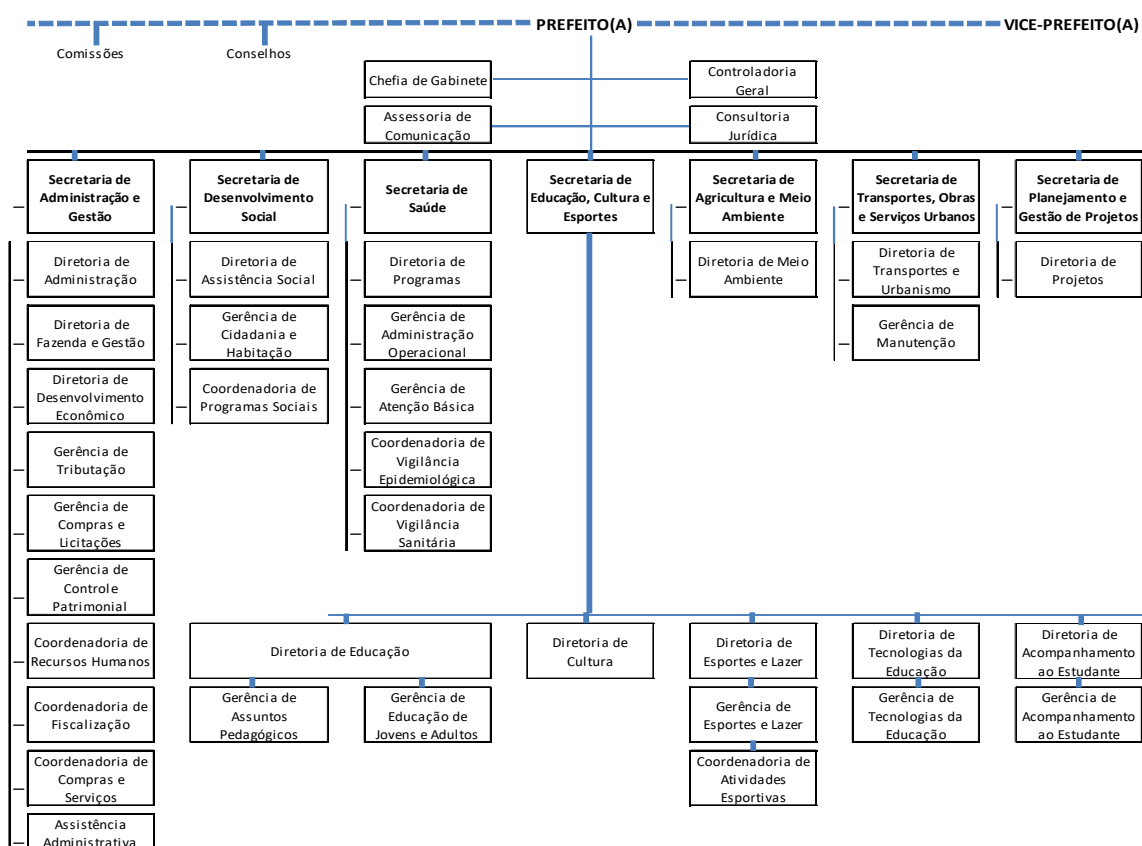 PREFEITO(A)
VICE-PREFEITO(A)
Comissões
Conselhos
Chefia de Gabinete
Controladoria
Geral
Assessoria de
Comunicação
Consultoria
Jurídica
Secretaria de
Administração e
Gestão
Secretaria de
Desenvolvimento
Social
Secretaria de
Saúde
Secretaria de
Educação, Cultura e
Esportes
Secretaria de
Agricultura e Meio
Ambiente
Secretaria de
Transportes, Obras
e Serviços Urbanos
Secretaria de
Planejamento e
Gestão de Projetos
Diretoria de
Administração
Diretoria de
Assistência Social
Diretoria de
Programas
Diretoria de Meio
Ambiente
Diretoria de
Transportes e
Urbanismo
Diretoria de
Projetos
Diretoria de
Fazenda e Gestão
Gerência de
Cidadania e
Habitação
Gerência de
Administração
Operacional
Gerência de
Manutenção
Diretoria de
Desenvolvimento
Econômico
Coordenadoria de
Programas Sociais
Gerência de
Atenção Básica
Gerência de
Tributação
Coordenadoria de
Vigilância
Epidemiológica
Gerência de
Compras e
Licitações
Coordenadoria de
Vigilância
Sanitária
Gerência de
Controle
Patrimonial
Coordenadoria de
Recursos Humanos
Diretoria de Educação
Diretoria de
Cultura
Diretoria de
Esportes e Lazer
Diretoria de
Tecnologias da
Educação
Diretoria de
Acompanhamento
ao Estudante
Coordenadoria de
Fiscalização
Gerência de
Assuntos
Pedagógicos
Gerência de
Educação de
Jovens e Adultos
Gerência de
Esportes e Lazer
Gerência de
Tecnologias da
Educação
Gerência de
Acompanhamento
ao Estudante
Coordenadoria de
Compras e
Serviços
Coordenadoria de
Atividades
Esportivas
Assistência
Administrativa